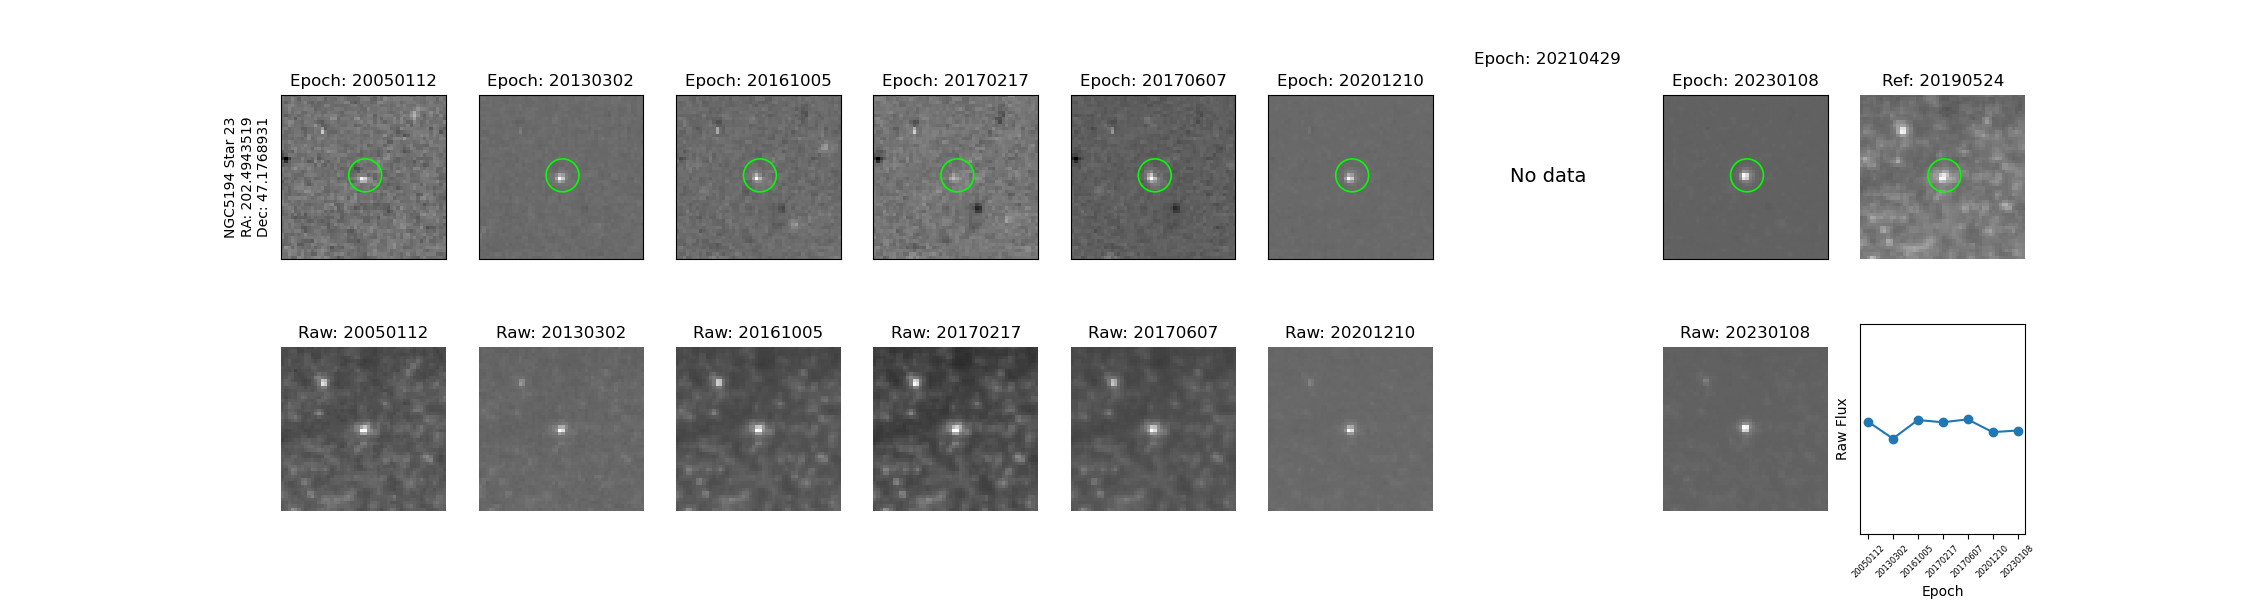 Epoch: 20210429
Epoch: 20050112
Epoch: 20130302
Epoch: 20161005
Epoch: 20170217
Epoch: 20170607
Epoch: 20201210
Epoch: 20230108
Ref: 20190524
NGC5194 Star 23
RA: 202.4943519
Dec: 47.1768931
No data
Raw: 20050112
Raw: 20130302
Raw: 20161005
Raw: 20170217
Raw: 20170607
Raw: 20201210
Raw: 20230108
Raw Flux
20050112
20130302
20161005
20170217
20170607
20201210
20230108
Epoch